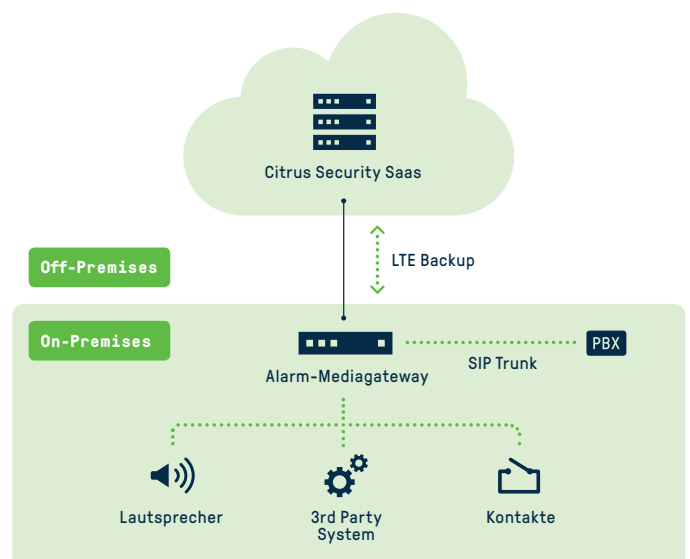 Citrus Security Saas
LTE Backup
Off-Premises
On-Premises
PBX
SIP Trunk
Alarm-Mediagateway
Lautsprecher
3rd Party
System
Kontakte